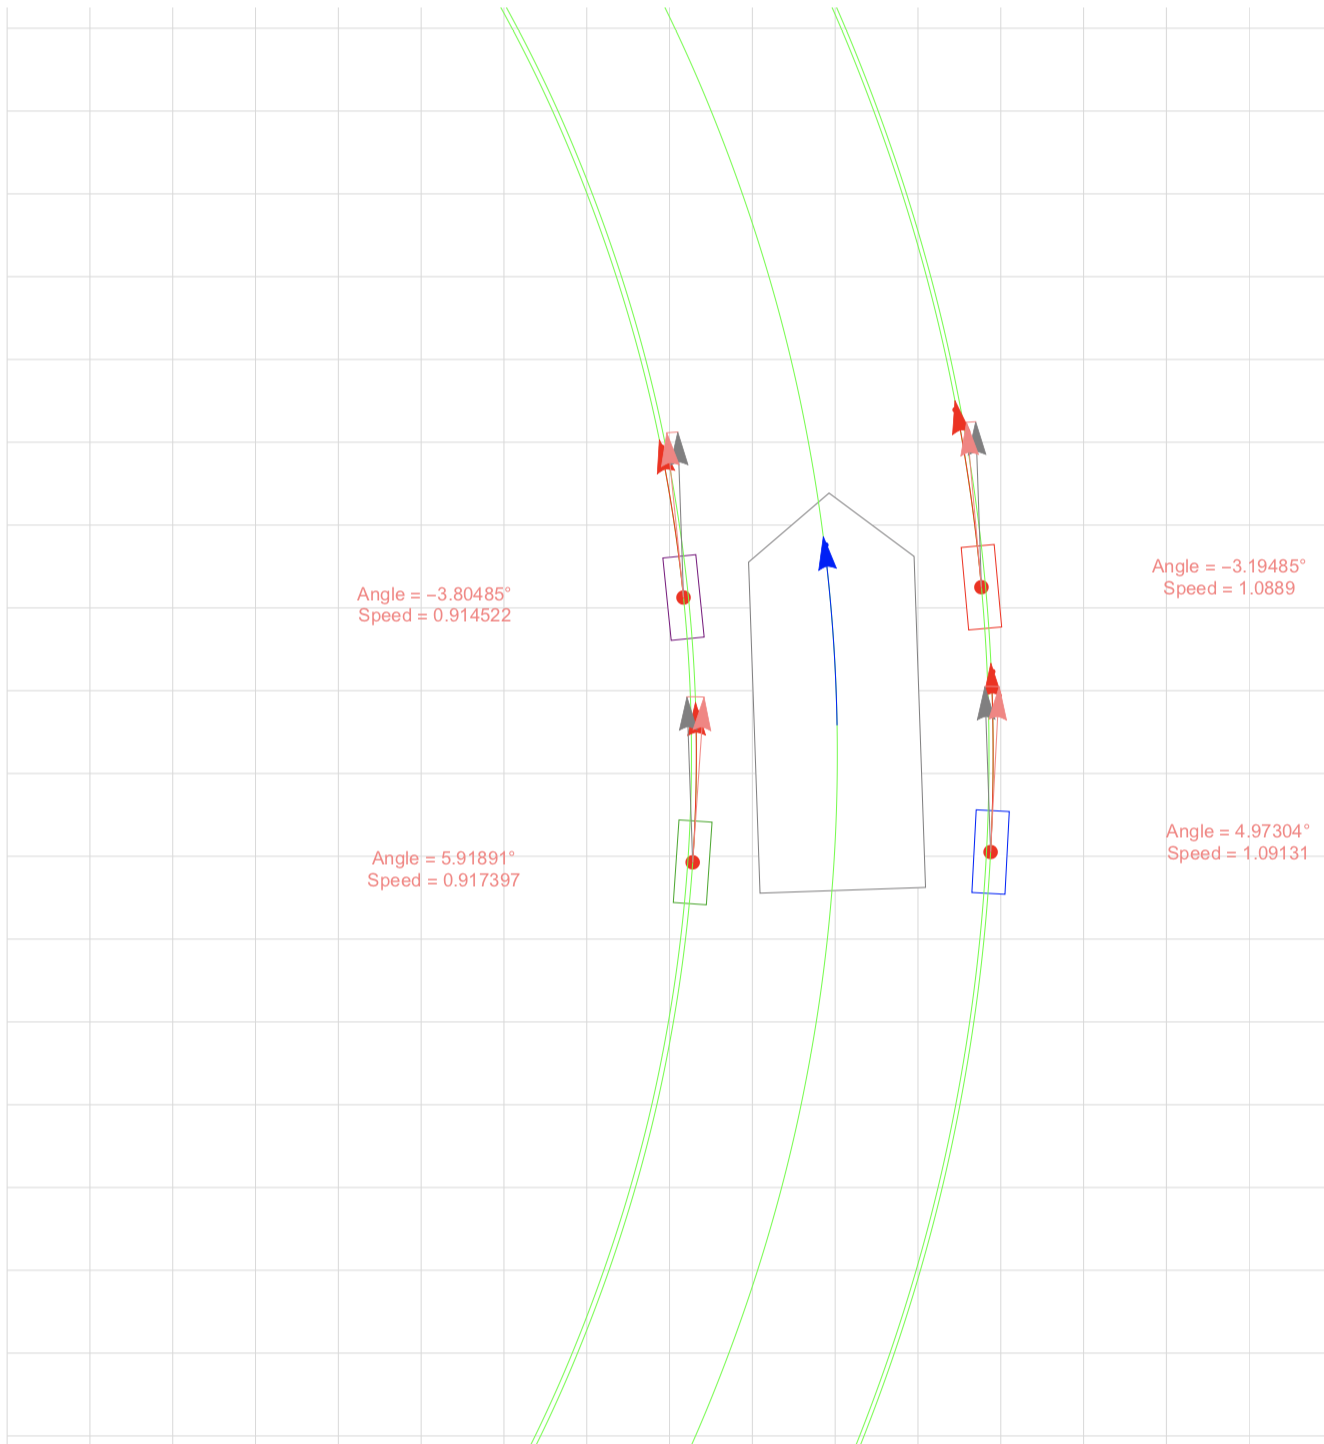 Angle = −3.80485°
Speed = 0.914522
Angle = −3.19485°
Speed = 1.0889
Angle = 5.91891°
Speed = 0.917397
Angle = 4.97304°
Speed = 1.09131